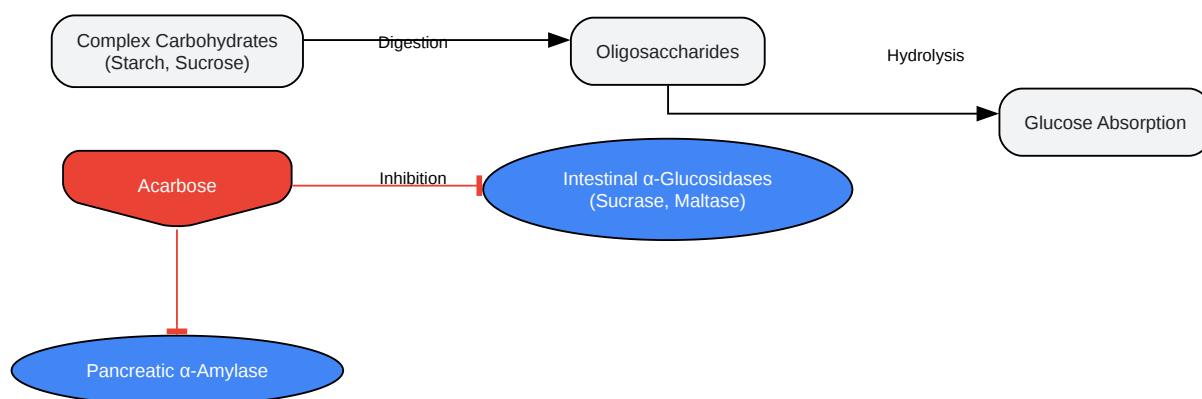 Complex Carbohydrates
(Starch, Sucrose)
Digestion
Oligosaccharides
Hydrolysis
Glucose Absorption
Acarbose
Inhibition
Intestinal α-Glucosidases
(Sucrase, Maltase)
Pancreatic α-Amylase